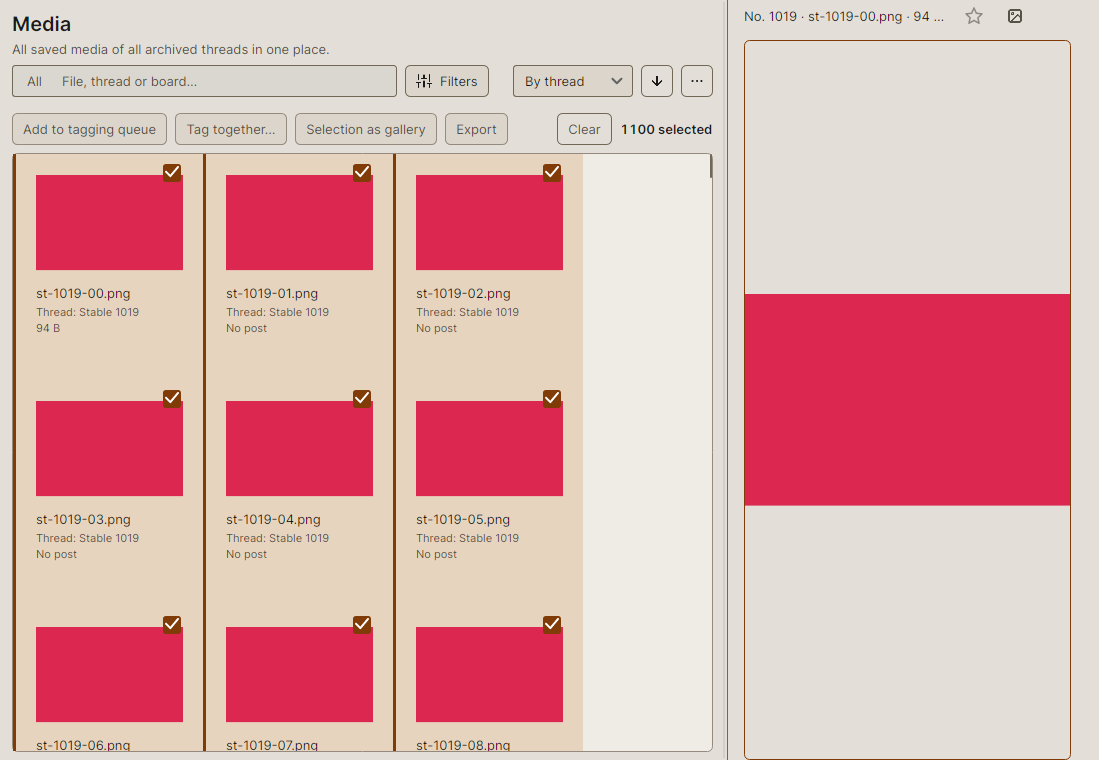 Media
All saved media of all archived threads in one place.
All File, thread or board...
Filters
By thread
Add to tagging queue
Tag together...
Selection as gallery
Export
Clear
1100 selected
st-1019-00.png
Thread: Stable 1019
94 B
st-1019-01.png
Thread: Stable 1019
No post
st-1019-02.png
Thread: Stable 1019
No post
st-1019-03.png
Thread: Stable 1019
No post
st-1019-04.png
Thread: Stable 1019
No post
st-1019-05.png
Thread: Stable 1019
No post
st-1019-06.png
st-1019-07.png
st-1019-08.png
No. 1019 · st-1019-00.png · 94 ...